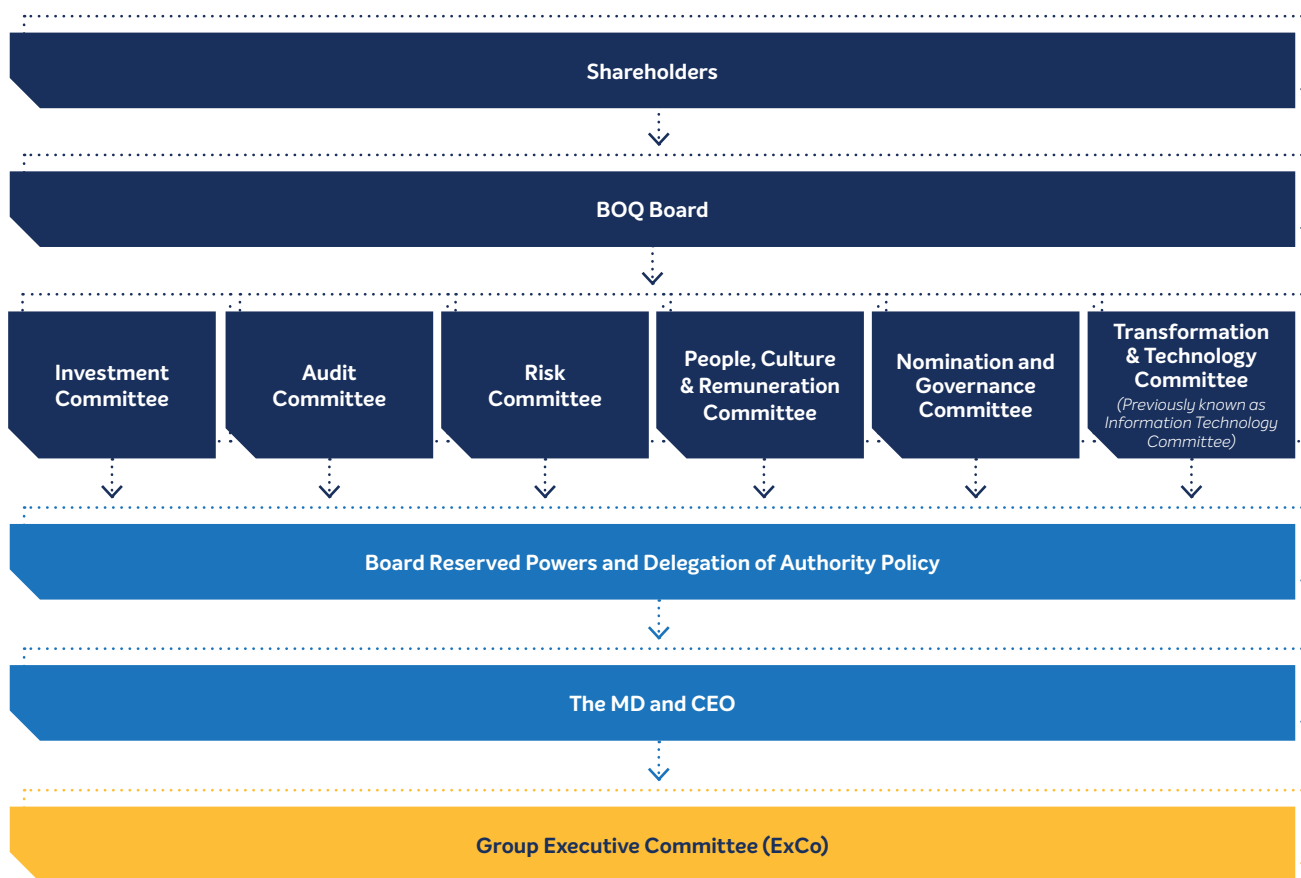 Shareholders
BOQ Board
Investment
Committee
Audit
Committee
Risk
Committee
People, Culture
& Remuneration
Committee
Nomination and
Governance
Committee
Transformation
& Technology
Committee
(Previously known as
Information Technology
Committee)
Board Reserved Powers and Delegation of Authority Policy
The MD and CEO
Group Executive Committee (ExCo)